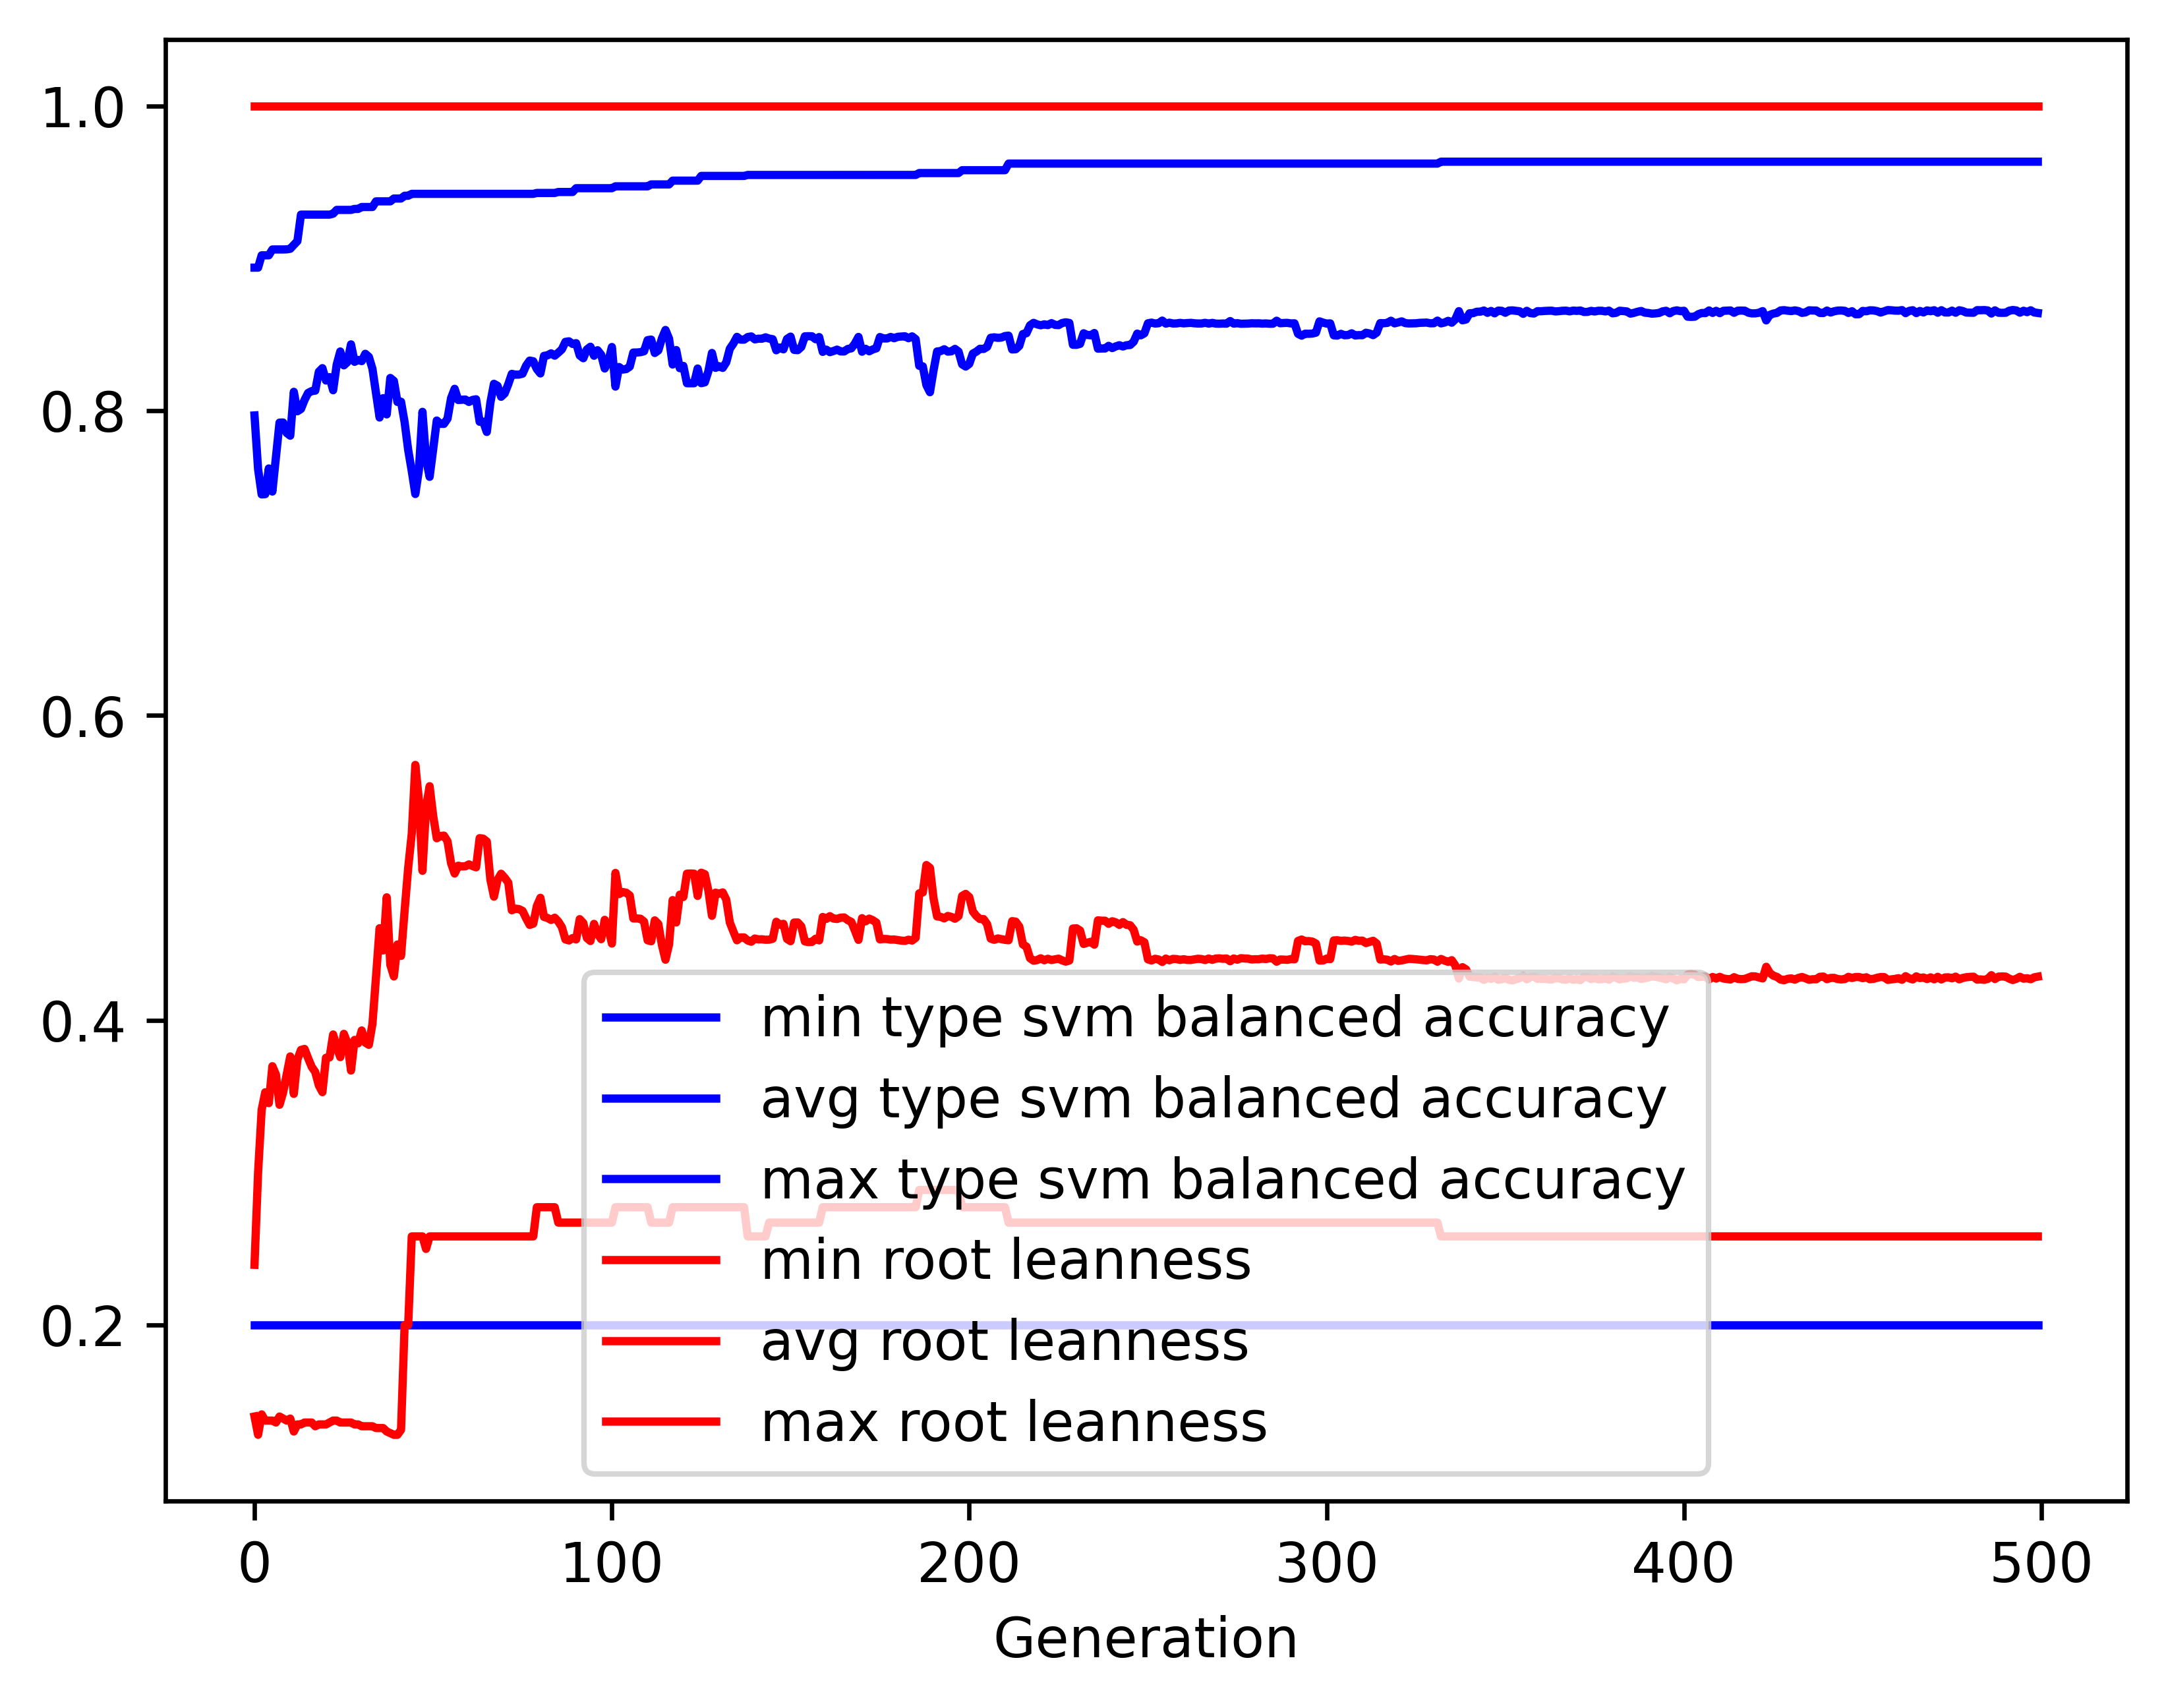 1.0
0.8
0.6
0.4
0.2
min type svm balanced accuracy
avg type svm balanced accuracy
max type svm balanced accuracy
min root leanness
avg root leanness
max root leanness
0 100 200 300 400 500
Generation